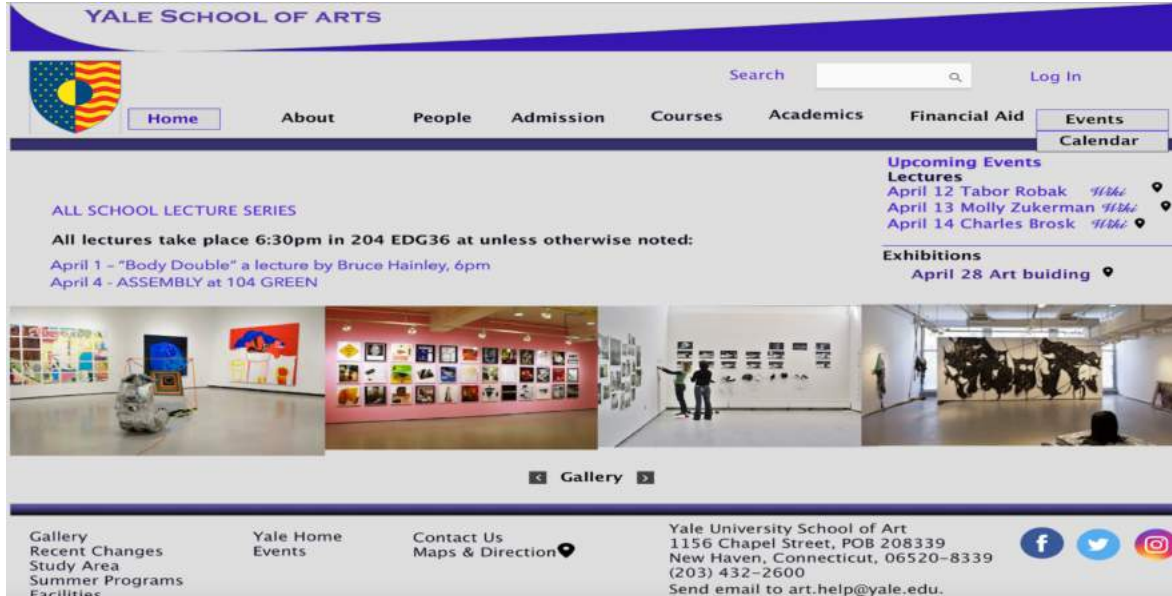 YALE SCHOOL OF ARTS
Search
Log In
Home About People Admission Courses Academics Financial Aid Events
Calendar
Upcoming Events
Lectures
April 12 Tabor Robak Wiki
April 13 Molly Zukerman Wiki
April 14 Charles Brosk Wiki
Exhibitions
April 28 Art buiding
ALL SCHOOL LECTURE SERIES
All lectures take place 6:30pm in 204 EDG36 at unless otherwise noted:
April 1 – "Body Double" a lecture by Bruce Hainley, 6pm
April 4 - ASSEMBLY at 104 GREEN
Gallery
Gallery
Recent Changes
Study Area
Summer Programs
Facilities
Yale Home
Events
Contact Us
Maps & Direction
Yale University School of Art
1156 Chapel Street, POB 208339
New Haven, Connecticut, 06520–8339
(203) 432–2600
Send email to art.help@yale.edu.